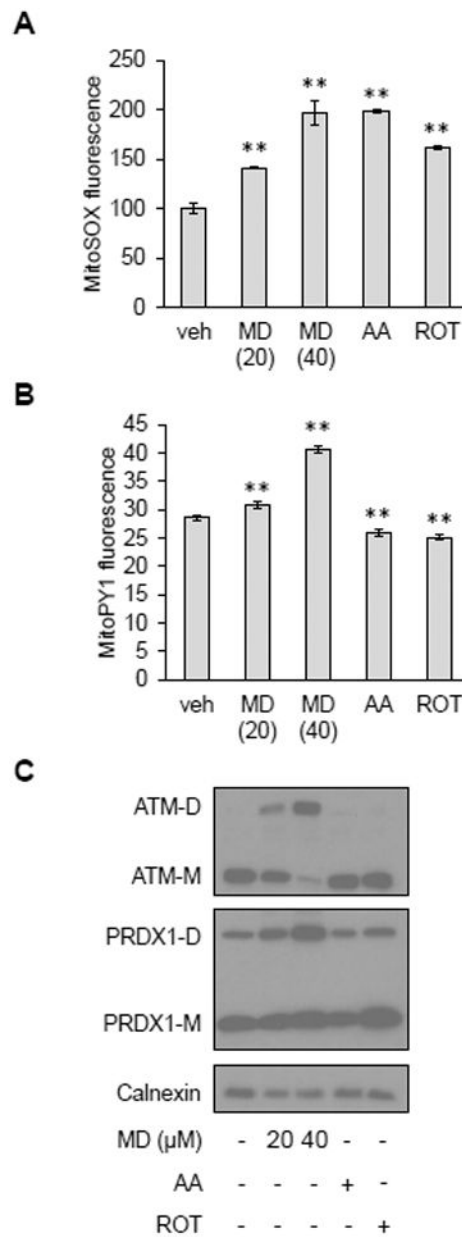 A
MitoSOX fluorescence
250
200
150
100
50
0
**
**
**
**
veh MD (20) MD (40) AA ROT
B
MitoPY1 fluorescence
45
40
35
30
25
20
15
10
5
0
**
**
**
**
veh MD (20) MD (40) AA ROT
C
ATM-D
ATM-M
PRDX1-D
PRDX1-M
Calnexin
MD (µM) - 20 40 - -
AA - - - + -
ROT - - - - +